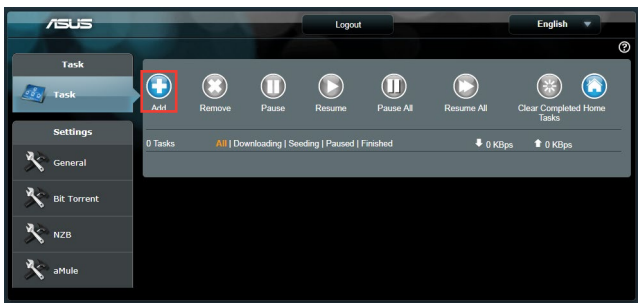 ASUS
Logout
English
?
Task
Task
Add
Remove
Pause
Resume
Pause All
Resume All
Clear Completed Tasks
Home
0 Tasks
All | Downloading | Seeding | Paused | Finished
0 KBps
0 KBps
Settings
General
Bit Torrent
NZB
aMule